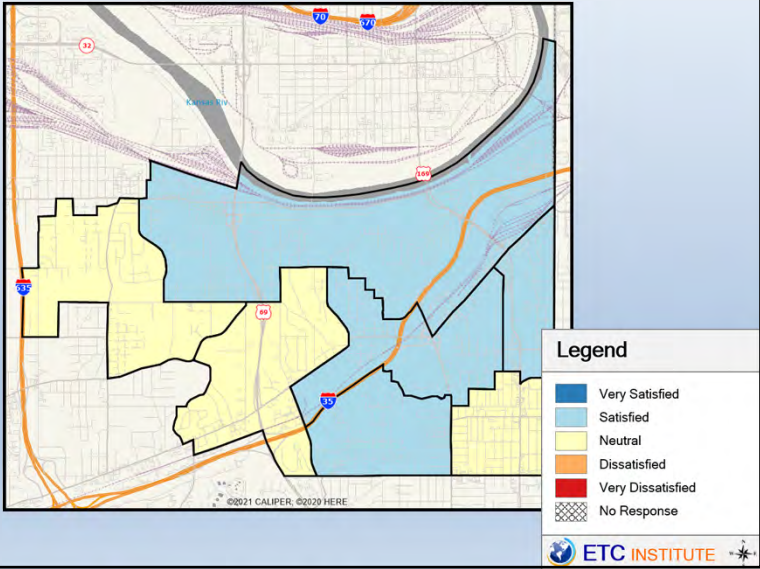 70
670
32
Kansas Riv
169
635
69
35
Legend
Very Satisfied
Satisfied
Neutral
Dissatisfied
Very Dissatisfied
No Response
©2021 CALIPER; ©2020 HERE
ETC INSTITUTE
N
W E
S